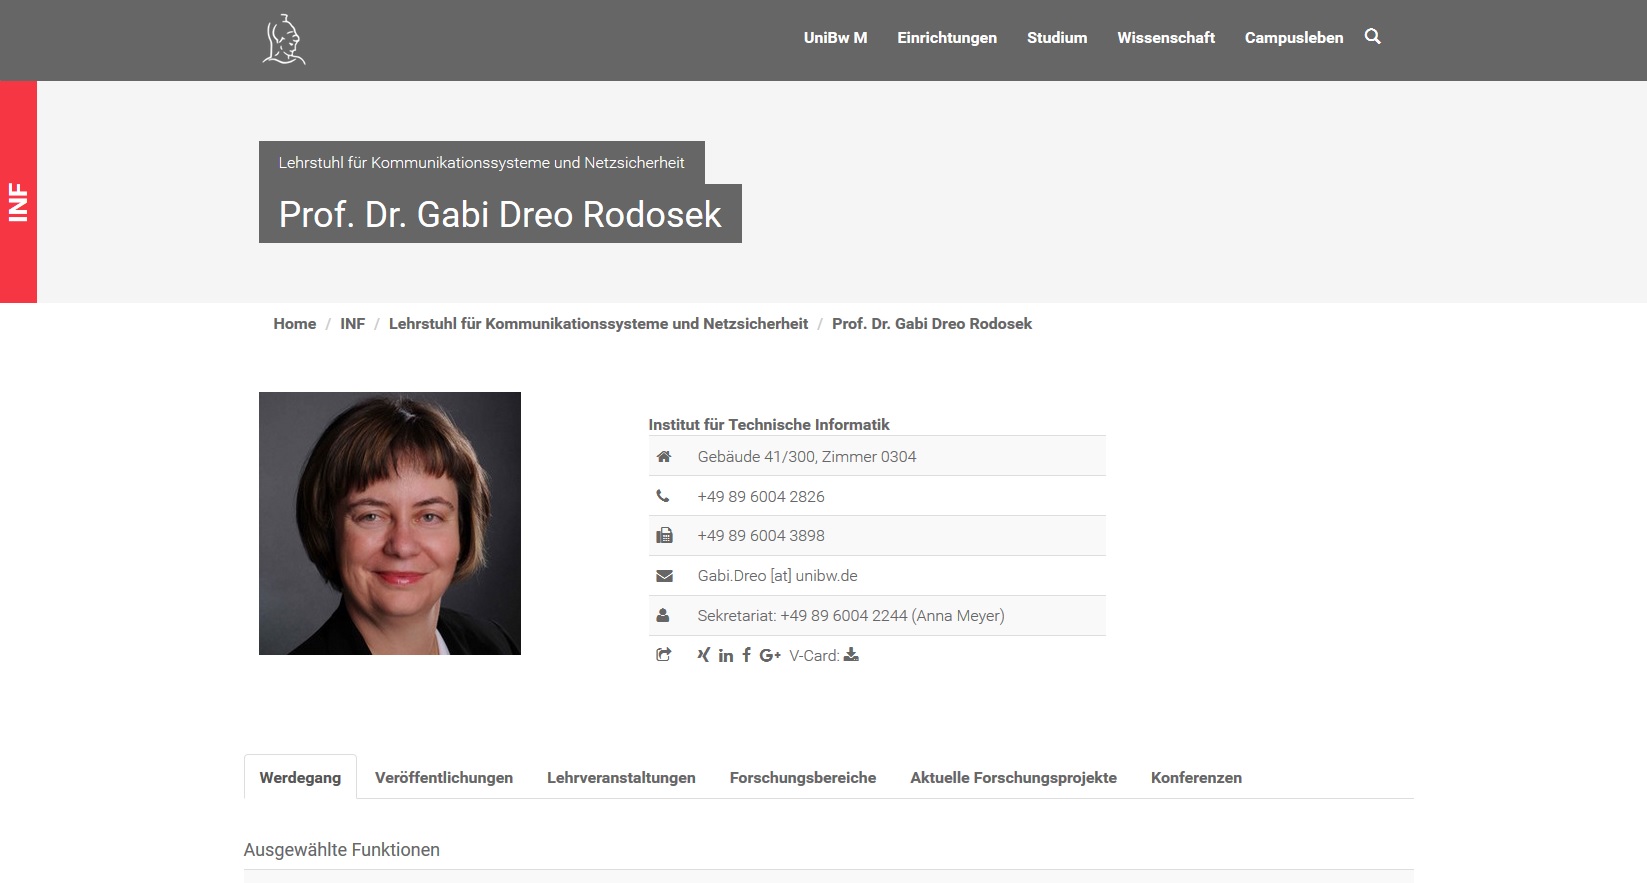 UniBw M Einrichtungen Studium Wissenschaft Campusleben
INF
Lehrstuhl für Kommunikationssysteme und Netzsicherheit
Prof. Dr. Gabi Dreo Rodosek
Home / INF / Lehrstuhl für Kommunikationssysteme und Netzsicherheit / Prof. Dr. Gabi Dreo Rodosek
Institut für Technische Informatik
Gebäude 41/300, Zimmer 0304
+49 89 6004 2826
+49 89 6004 3898
Gabi.Dreo [at] unibw.de
Sekretariat: +49 89 6004 2244 (Anna Meyer)
in f G+ V-Card:
Werdegang Veröffentlichungen Lehrveranstaltungen Forschungsbereiche Aktuelle Forschungsprojekte Konferenzen
Ausgewählte Funktionen